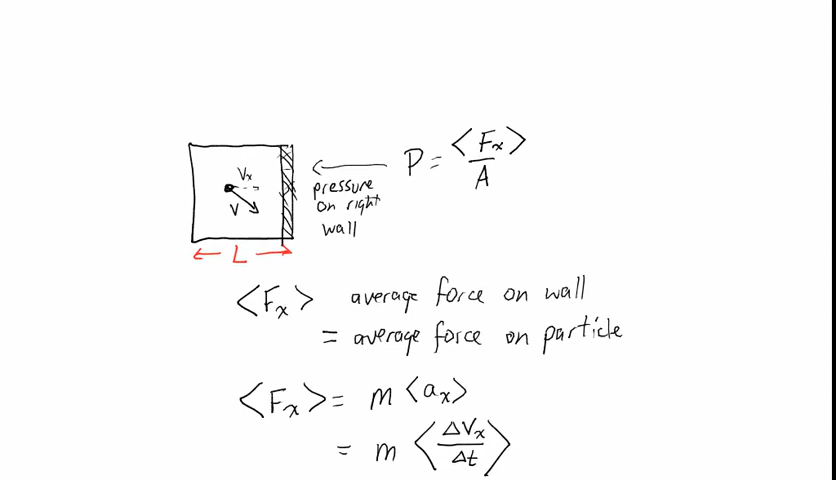 P = <Fx> / A
Vx
V
pressure
on right
wall
← L →
<Fx> average force on wall
= average force on particle
<Fx> = m <ax>
= m <ΔVx / Δt>